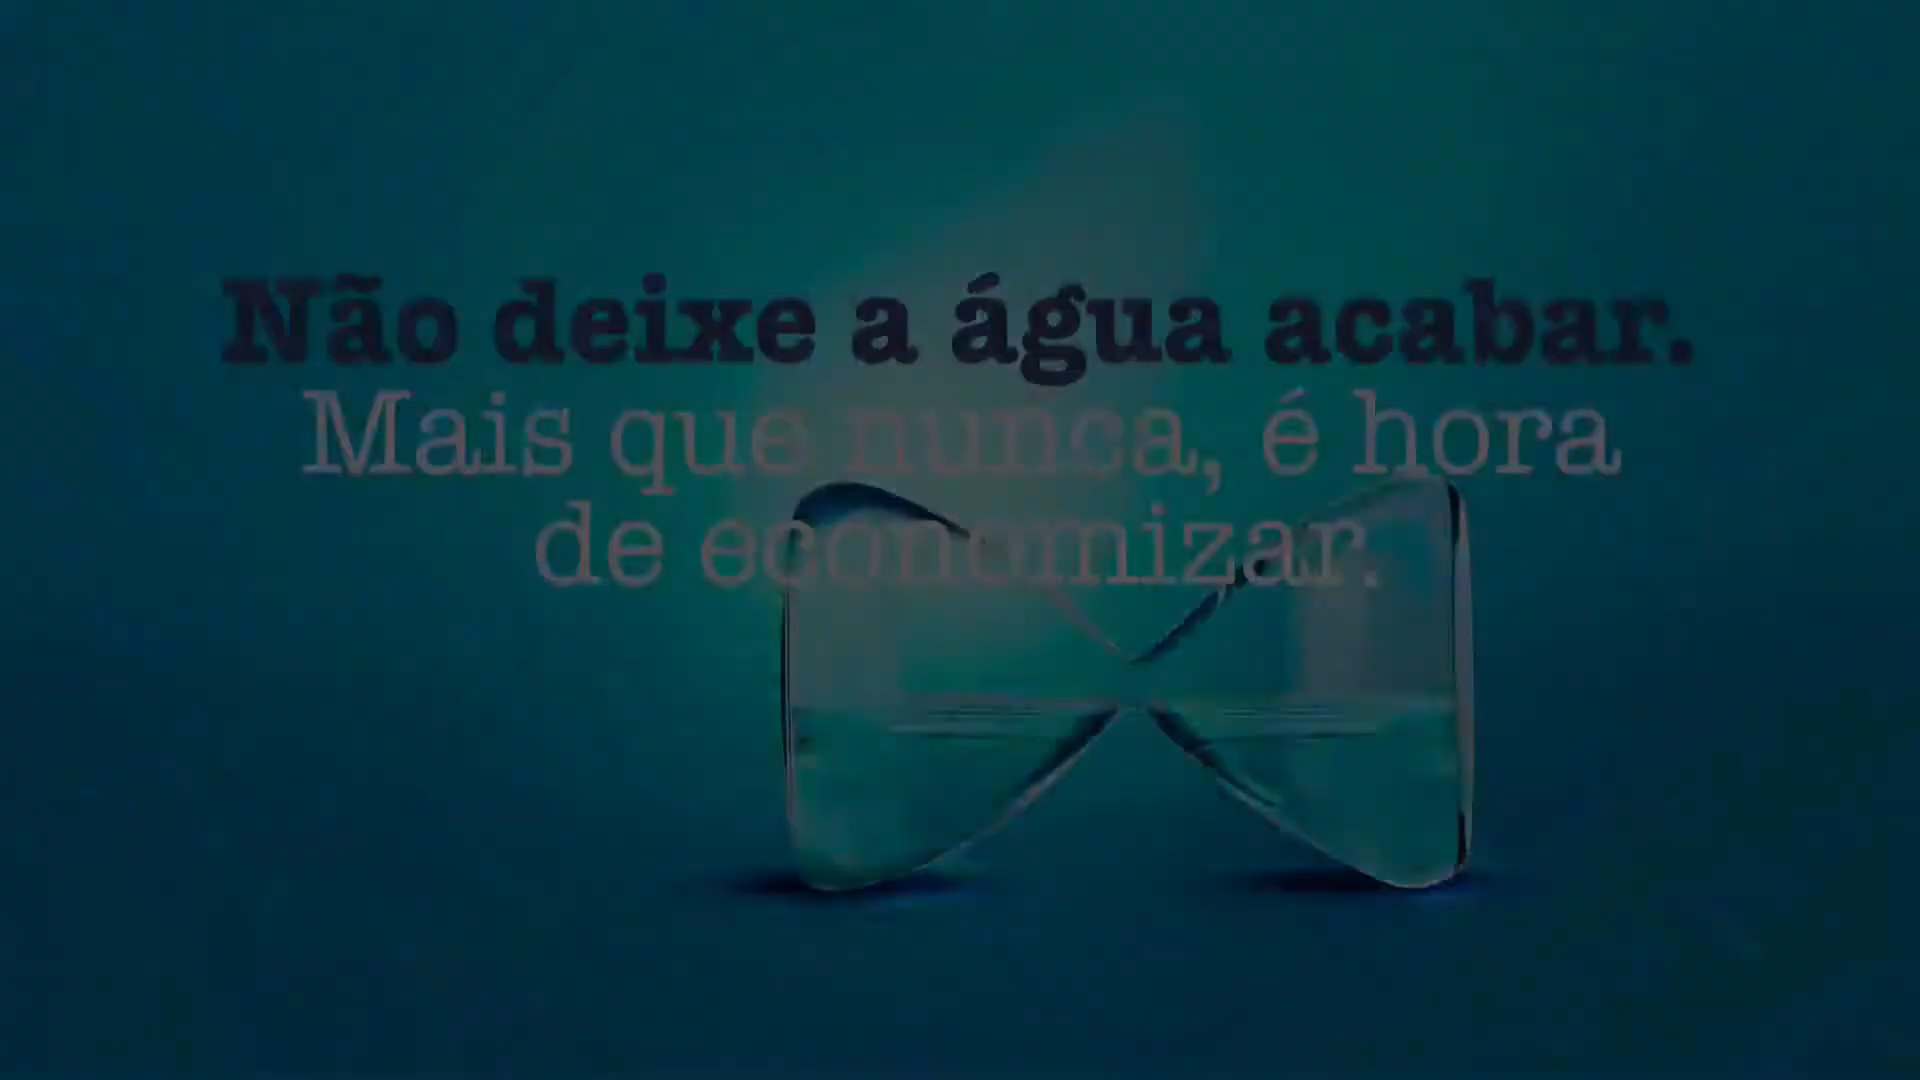 Não deixe a água acabar.
Mais que nunca, é hora
de economizar.